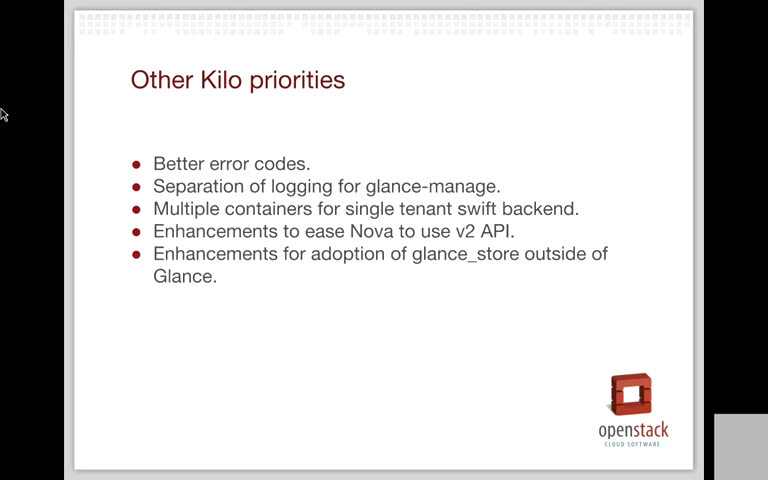 Other Kilo priorities
● Better error codes.
● Separation of logging for glance-manage.
● Multiple containers for single tenant swift backend.
● Enhancements to ease Nova to use v2 API.
● Enhancements for adoption of glance_store outside of
Glance.
openstack
CLOUD SOFTWARE